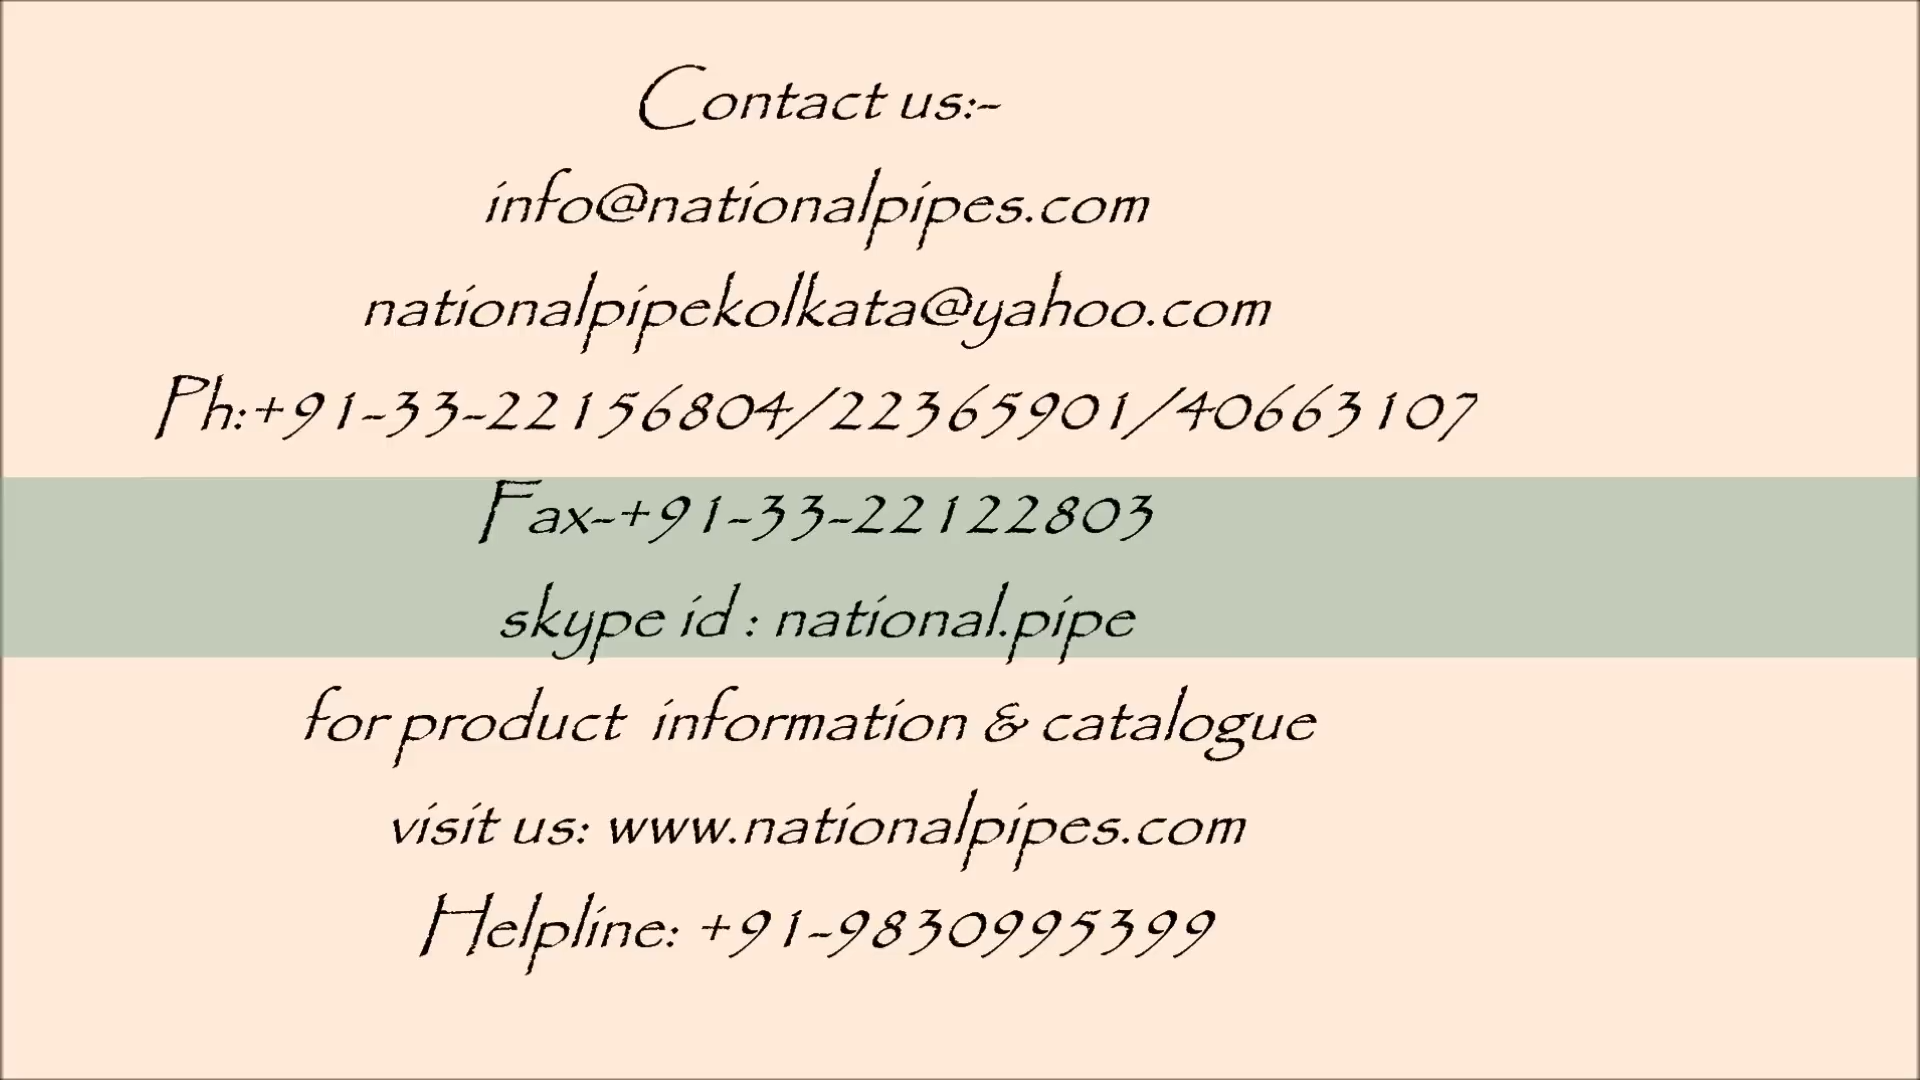 Contact us:-
info@nationalpipes.com
nationalpipekolkata@yahoo.com
Ph:+91-33-22156804/22365901/40663107
Fax-+91-33-22122803
skype id : national.pipe
for product  information & catalogue
visit us: www.nationalpipes.com
Helpline: +91-9830995399